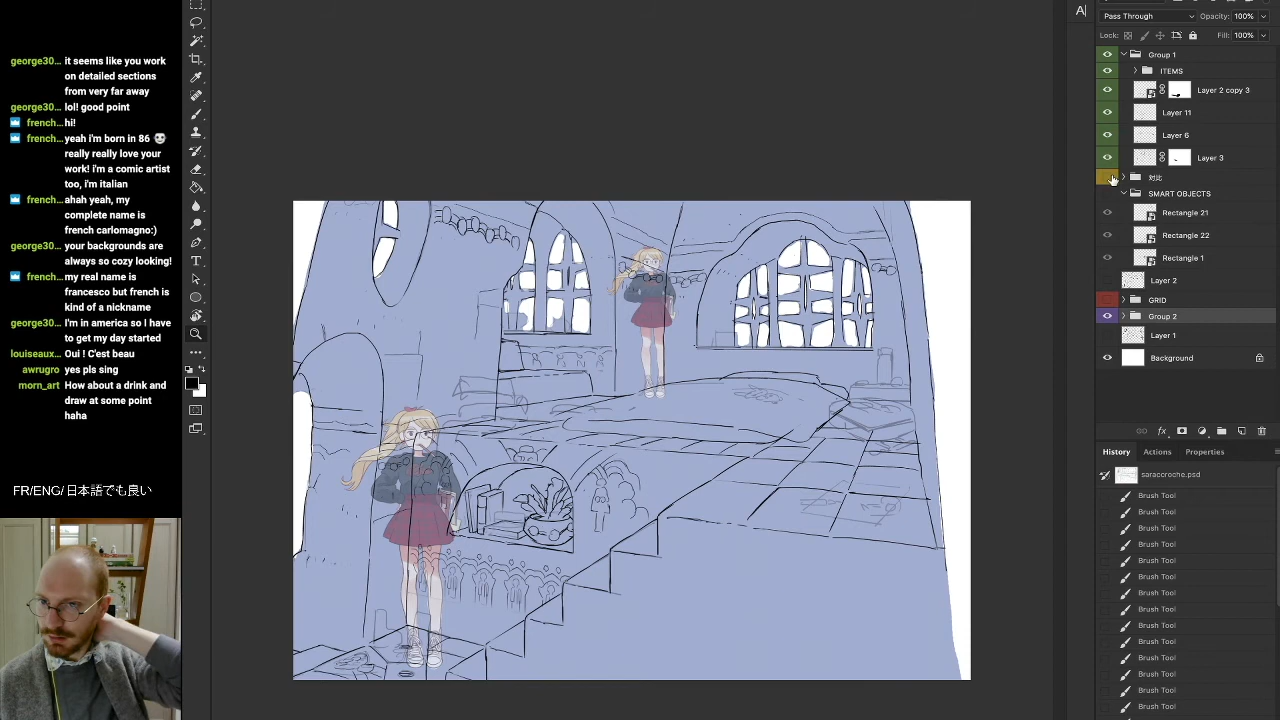 george30... it seems like you work
on detailed sections
from very far away
george30... lol! good point
french... hi!
french... yeah i'm born in 86
really really love your
work! i'm a comic artist
too, i'm italian
french... ahah yeah, my
complete name is
french carlomagno:)
george30... your backgrounds are
always so cozy looking!
french... my real name is
francesco but french is
kind of a nickname
george30... I'm in america so I have
to get my day started
louiseaux... Oui ! C'est beau
awrugro yes pls sing
morn_art How about a drink and
draw at some point
haha
FR/ENG/日本語でも良い
A
Pass Through Opacity: 100%
Lock: Fill: 100%
Group 1
ITEMS
Layer 2 copy 3
Layer 11
Layer 6
Layer 3
対比
SMART OBJECTS
Rectangle 21
Rectangle 22
Rectangle 1
Layer 2
GRID
Group 2
Layer 1
Background
fx
History Actions Properties
saraccroche.psd
Brush Tool
Brush Tool
Brush Tool
Brush Tool
Brush Tool
Brush Tool
Brush Tool
Brush Tool
Brush Tool
Brush Tool
Brush Tool
Brush Tool
Brush Tool
Brush Tool